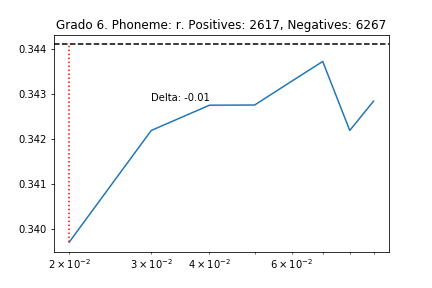 Grado 6. Phoneme: r. Positives: 2617, Negatives: 6267
0.344
0.343
Delta: -0.01
0.342
0.341
0.340
2 × 10⁻² 3 × 10⁻² 4 × 10⁻² 6 × 10⁻²